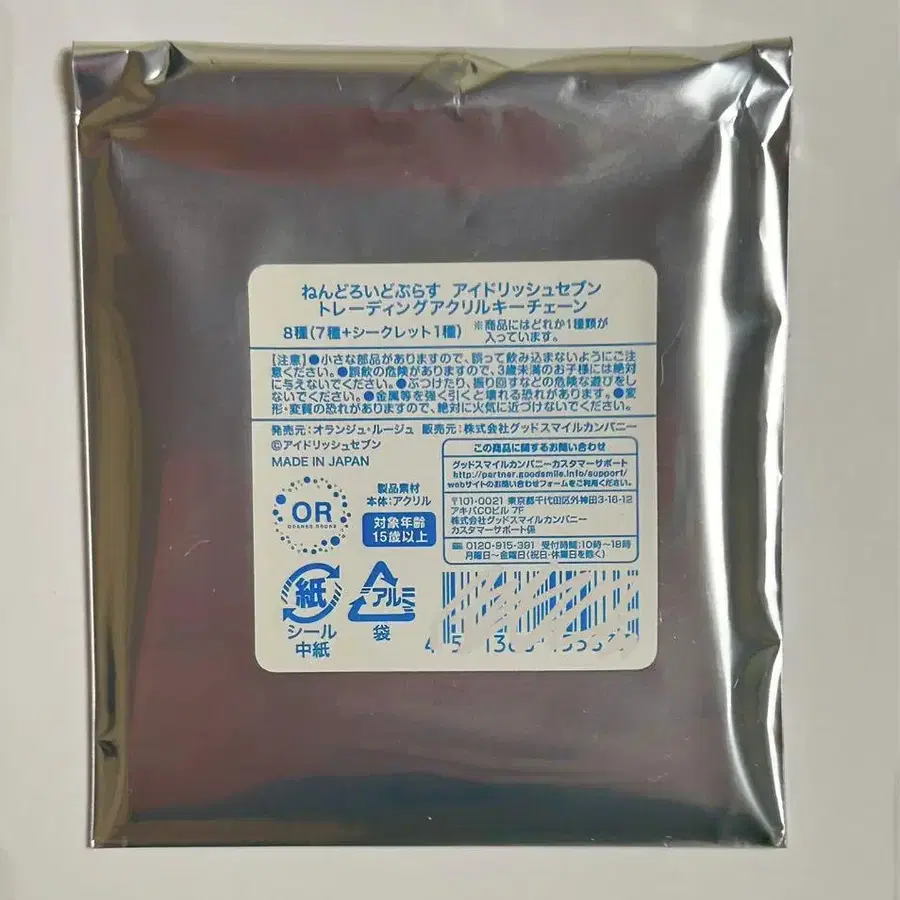 ねんどろいどぷらす アイドリッシュセブン
トレーディングアクリルキーチェーン
8種(7種+シークレット1種) ※商品にはどれか1種類が
入っています。
【注意】●小さな部品がありますので、誤って飲み込まないようにご注
意ください。●誤飲の危険がありますので、3歳未満のお子様には絶対
に与えないでください。●ぶつけたり、振り回すなどの危険な遊びをし
ないでください。●金属等を強く引くと壊れる恐れがあります。●変
形・変質の恐れがありますので、絶対に火気に近づけないでください。
発売元:オランジュ・ルージュ 販売元:株式会社グッドスマイルカンパニー
©アイドリッシュセブン
MADE IN JAPAN
この商品に関するお問い合わせ
グッドスマイルカンパニーカスタマーサポート
http://partner.goodsmile.info/support/
webサイトのお問い合わせフォームをご利用ください。
〒101-0021 東京都千代田区外神田3-16-12
アキバCOビル 7F
株式会社グッドスマイルカンパニー
カスタマーサポート係
0120-915-391 受付時間:10時~18時
月曜日~金曜日(祝日・休業日を除く)
OR
ORANGE ROUGE
製品素材
本体:アクリル
対象年齢
15歳以上
紙
シール
中紙
アルミ
袋